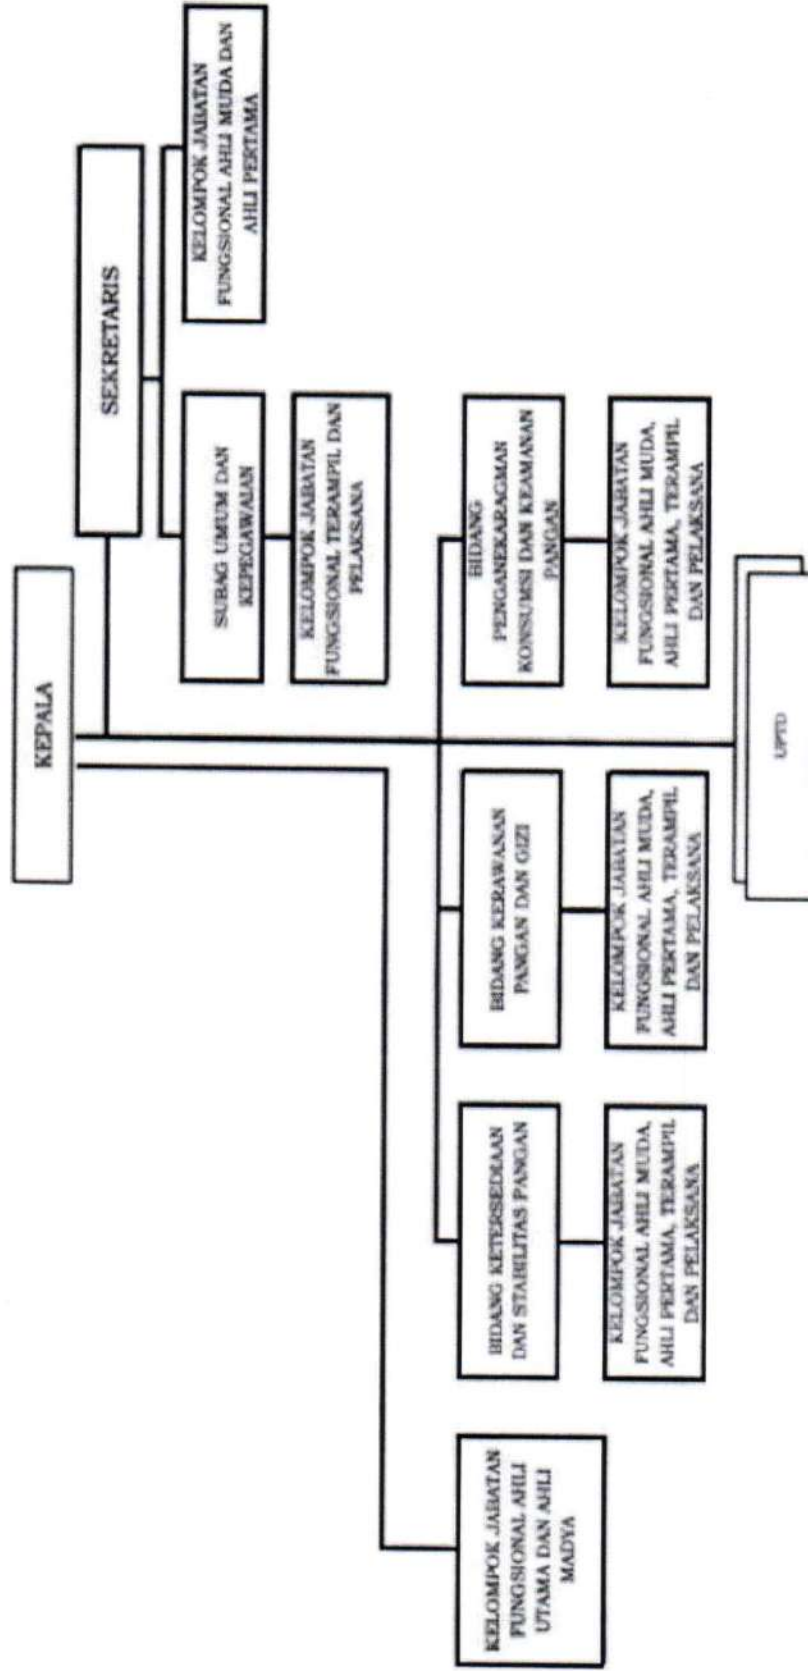 KEPALA
SEKRETARIS
SUBAG UMUM DAN
KEPEGAWAIAN
KELOMPOK JABATAN
FUNGSIONAL AHLI MUDA DAN
AHLI PERTAMA
KELOMPOK JABATAN
FUNGSIONAL TERAMPIL DAN
PELAKSANA
KELOMPOK JABATAN
FUNGSIONAL AHLI
UTAMA DAN AHLI
MADYA
BIDANG KETERSEDIAAN
DAN STABILITAS PANGAN
BIDANG KERAWANAN
PANGAN DAN GIZI
BIDANG
PENGANEKARAGMAN
KONSUMSI DAN KEAMANAN
PANGAN
KELOMPOK JABATAN
FUNGSIONAL AHLI MUDA,
AHLI PERTAMA, TERAMPIL
DAN PELAKSANA
KELOMPOK JABATAN
FUNGSIONAL AHLI MUDA,
AHLI PERTAMA, TERAMPIL
DAN PELAKSANA
KELOMPOK JABATAN
FUNGSIONAL AHLI MUDA,
AHLI PERTAMA, TERAMPIL
DAN PELAKSANA
UPTD